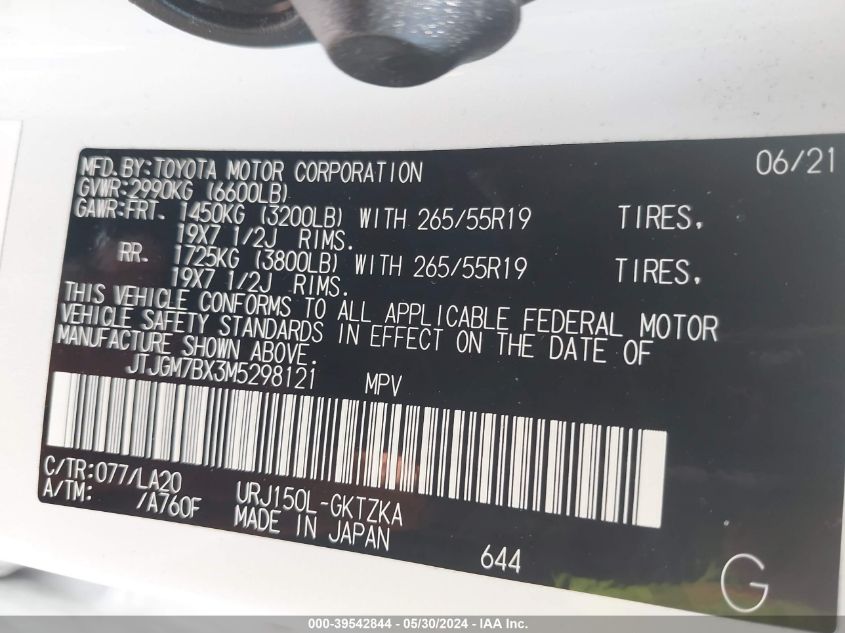 MFD. BY:TOYOTA MOTOR CORPORATION 06/21
GVWR:2990KG (6600LB)
GAWR:FRT. 1450KG (3200LB) WITH 265/55R19 TIRES,
19X7 1/2J RIMS.
RR. 1725KG (3800LB) WITH 265/55R19 TIRES,
19X7 1/2J RIMS.
THIS VEHICLE CONFORMS TO ALL APPLICABLE FEDERAL MOTOR
VEHICLE SAFETY STANDARDS IN EFFECT ON THE DATE OF
MANUFACTURE SHOWN ABOVE.
JTJGM7BX3M5298121 MPV
C/TR:077/LA20 URJ150L-GKTZKA
A/TM: /A760F MADE IN JAPAN
644
G
000-39542844 - 05/30/2024 - IAA Inc.